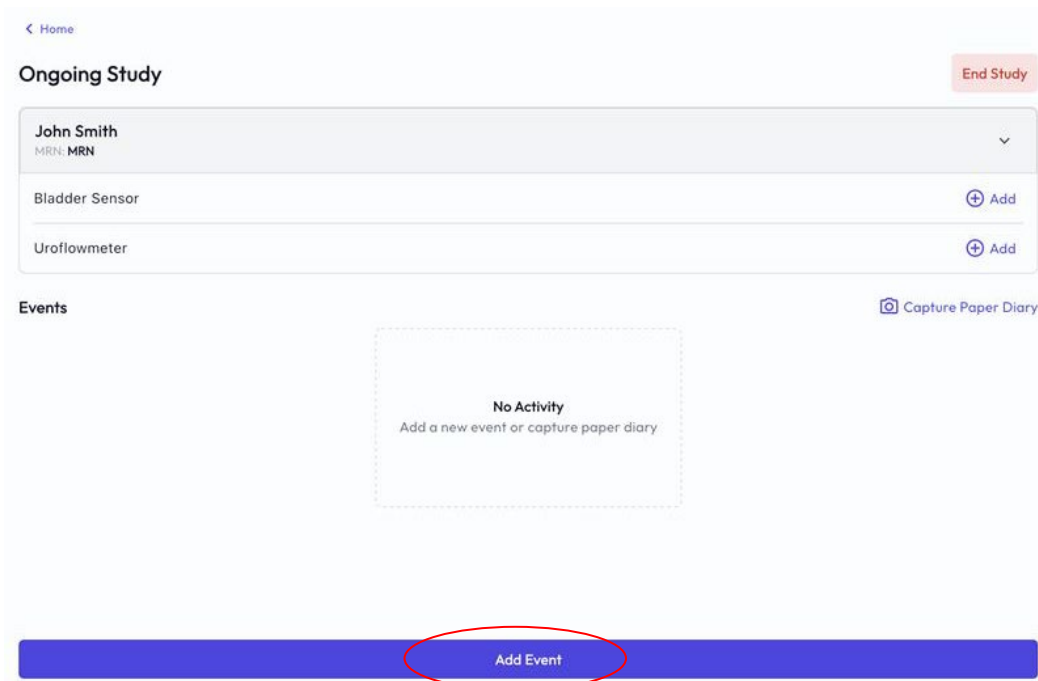 Home
Ongoing Study
End Study
John Smith
MRN: MRN
Bladder Sensor
Add
Uroflowmeter
Add
Events
Capture Paper Diary
No Activity
Add a new event or capture paper diary
Add Event